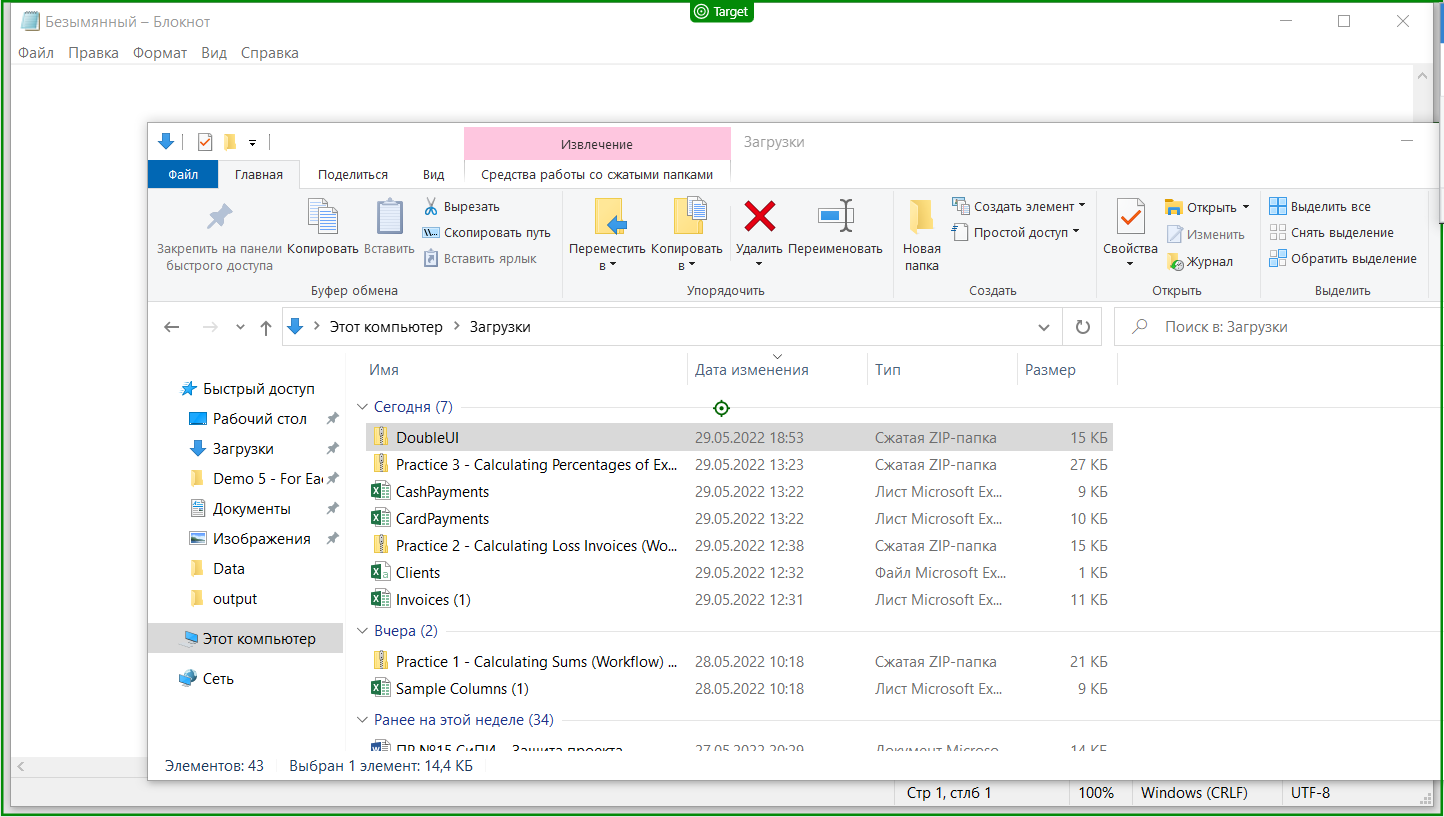 Безымянный – Блокнот
Target
Файл Правка Формат Вид Справка
Извлечение
Загрузки
Файл Главная Поделиться Вид Средства работы со сжатыми папками
Закрепить на панели быстрого доступа
Копировать
Вставить
Вырезать
Скопировать путь
Вставить ярлык
Буфер обмена
Переместить в
Копировать в
Удалить
Переименовать
Упорядочить
Новая папка
Создать элемент
Простой доступ
Создать
Свойства
Открыть
Изменить
Журнал
Открыть
Выделить все
Снять выделение
Обратить выделение
Выделить
Этот компьютер > Загрузки
Поиск в: Загрузки
Быстрый доступ
Рабочий стол
Загрузки
Demo 5 - For Eac
Документы
Изображения
Data
output
Этот компьютер
Сеть
Имя Дата изменения Тип Размер
Сегодня (7)
DoubleUI 29.05.2022 18:53 Сжатая ZIP-папка 15 КБ
Practice 3 - Calculating Percentages of Ex... 29.05.2022 13:23 Сжатая ZIP-папка 27 КБ
CashPayments 29.05.2022 13:22 Лист Microsoft Ex... 9 КБ
CardPayments 29.05.2022 13:22 Лист Microsoft Ex... 10 КБ
Practice 2 - Calculating Loss Invoices (Wo... 29.05.2022 12:38 Сжатая ZIP-папка 15 КБ
Clients 29.05.2022 12:32 Файл Microsoft Ex... 1 КБ
Invoices (1) 29.05.2022 12:31 Лист Microsoft Ex... 11 КБ
Вчера (2)
Practice 1 - Calculating Sums (Workflow) ... 28.05.2022 10:18 Сжатая ZIP-папка 21 КБ
Sample Columns (1) 28.05.2022 10:18 Лист Microsoft Ex... 9 КБ
Ранее на этой неделе (34)
ПР №15 СиПИ - Защита проекта 27.05.2022 20:29 Документ Microso... 14 КБ
Элементов: 43 Выбран 1 элемент: 14,4 КБ
Стр 1, стлб 1 100% Windows (CRLF) UTF-8